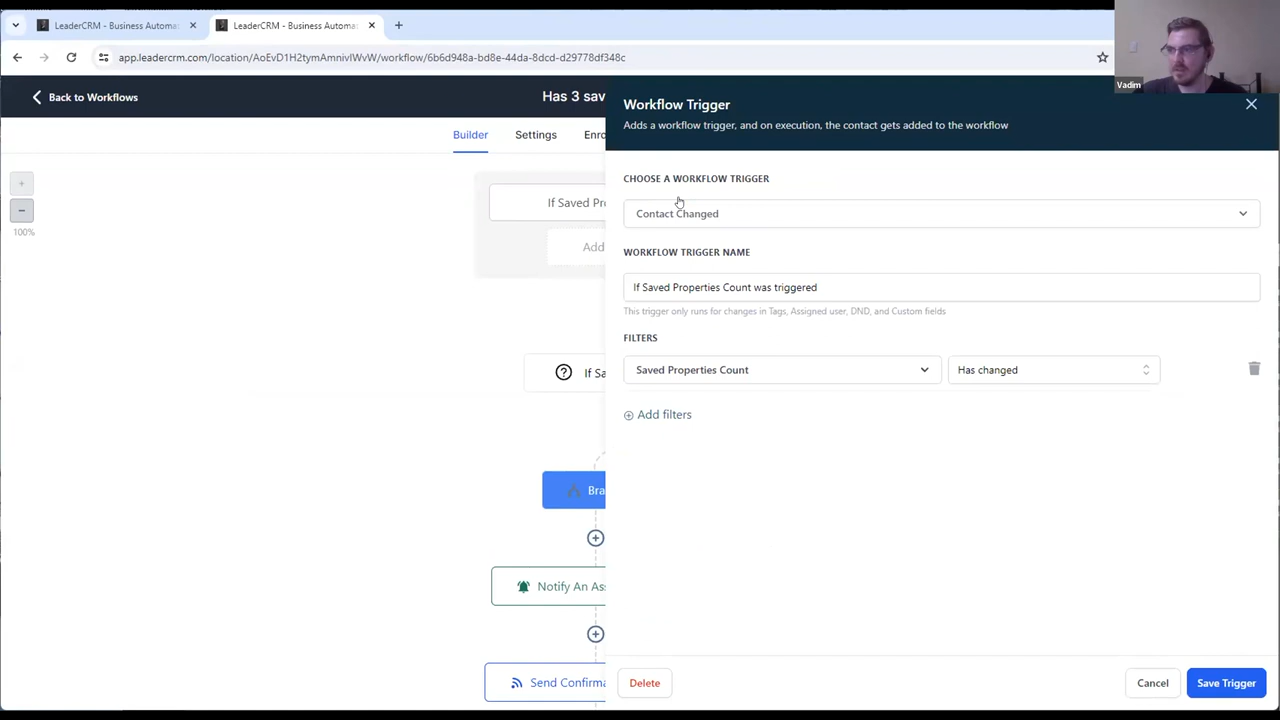 LeaderCRM - Business Automa
LeaderCRM - Business Automa
app.leadercrm.com/location/AoEvD1H2tymAmnivIWvW/workflow/6b6d948a-bd8e-44da-8dcd-d29778df348c
Vadim
Back to Workflows
Has 3 sav
Builder
Settings
Enro
100%
If Saved Pro
Add
If Sa
Bra
Notify An Ass
Send Confirma
Workflow Trigger
Adds a workflow trigger, and on execution, the contact gets added to the workflow
CHOOSE A WORKFLOW TRIGGER
Contact Changed
WORKFLOW TRIGGER NAME
If Saved Properties Count was triggered
This trigger only runs for changes in Tags, Assigned user, DND, and Custom fields
FILTERS
Saved Properties Count
Has changed
Add filters
Delete
Cancel
Save Trigger